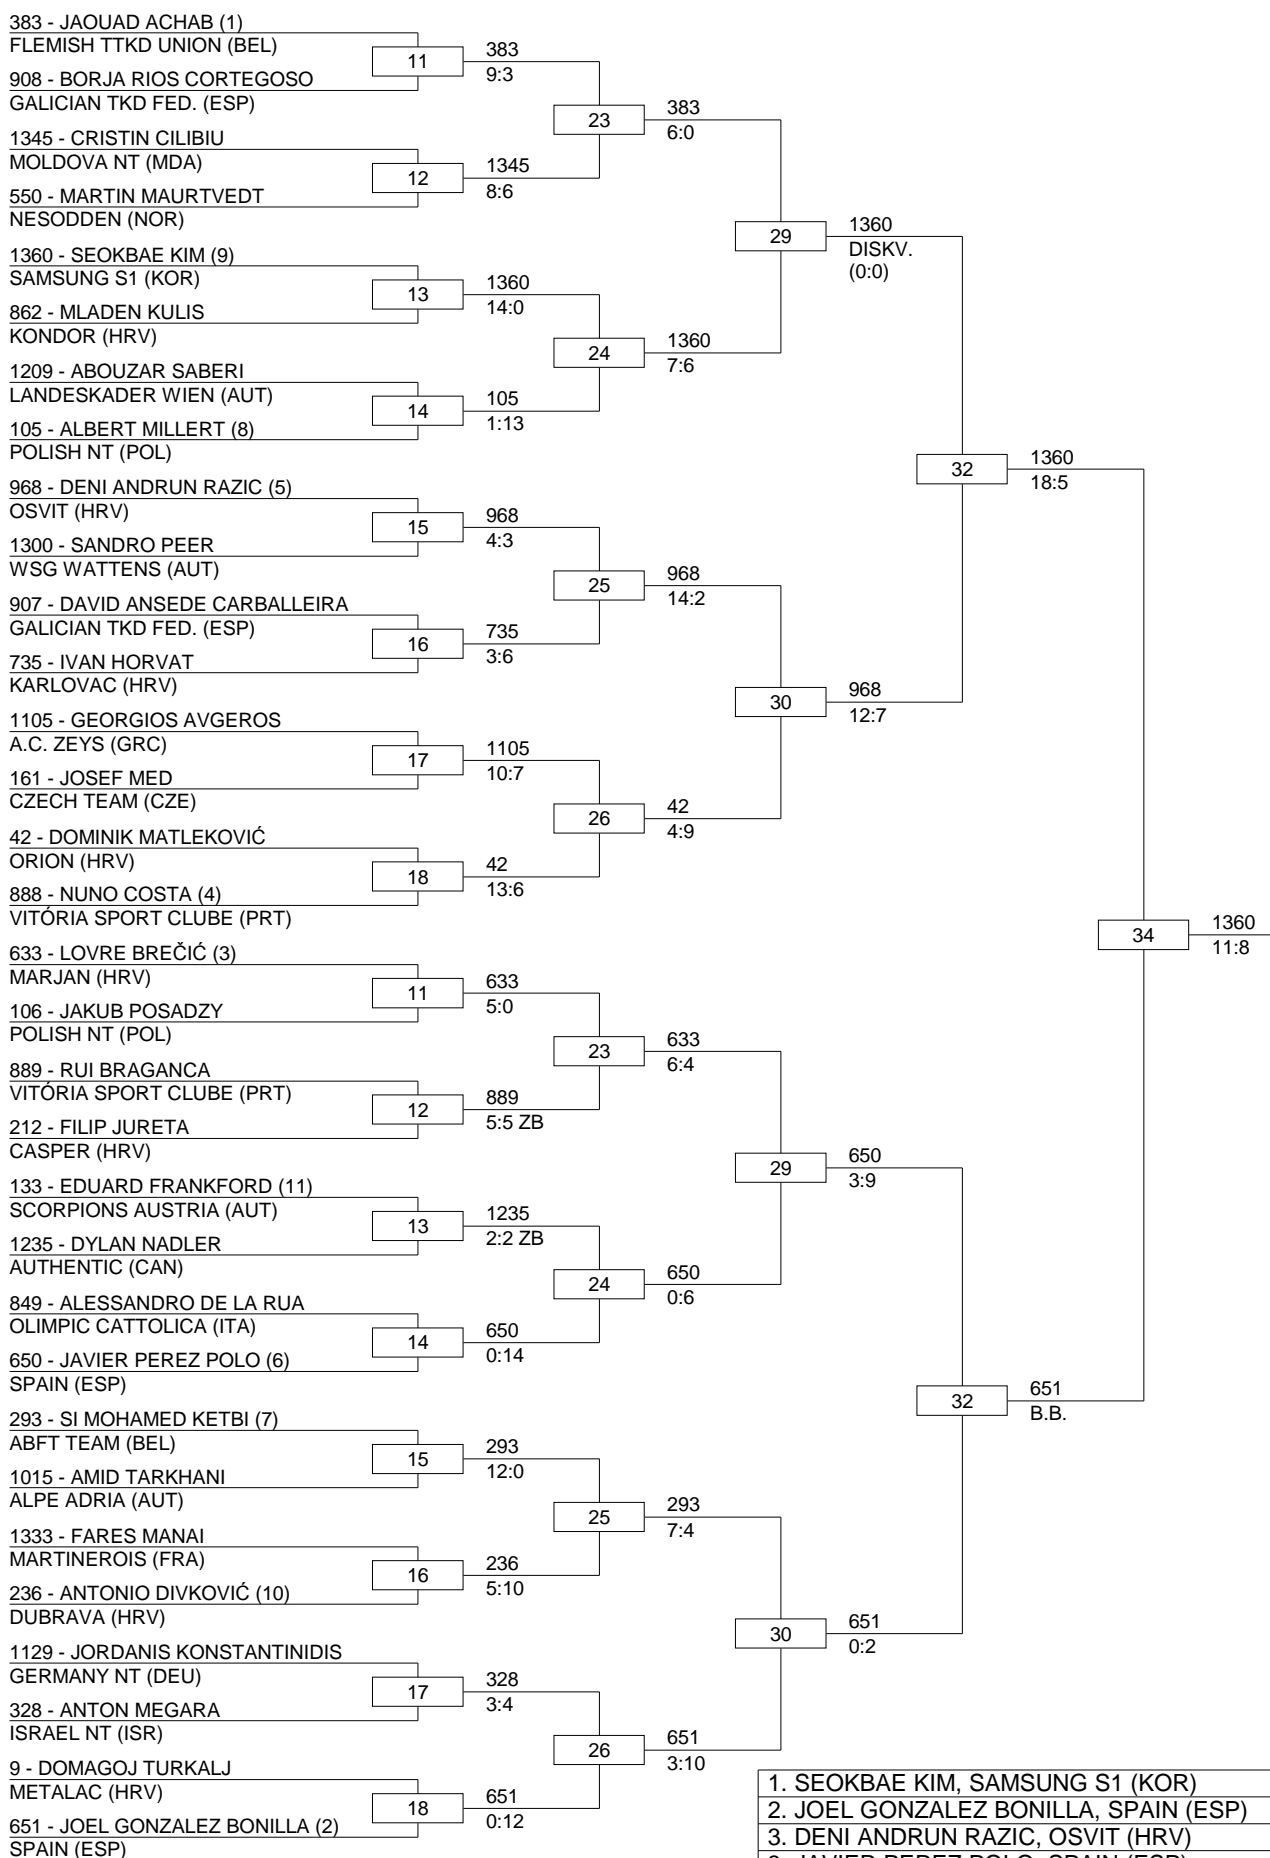 383 - JAOUAD ACHAB (1)
FLEMISH TTKD UNION (BEL)
11
383
9:3
908 - BORJA RIOS CORTEGOSO
GALICIAN TKD FED. (ESP)
23
383
6:0
1345 - CRISTIN CILIBIU
MOLDOVA NT (MDA)
12
1345
8:6
550 - MARTIN MAURTVEDT
NESODDEN (NOR)
29
1360
DISKV.
(0:0)
1360 - SEOKBAE KIM (9)
SAMSUNG S1 (KOR)
13
1360
14:0
862 - MLADEN KULIS
KONDOR (HRV)
24
1360
7:6
1209 - ABOUZAR SABERI
LANDESKADER WIEN (AUT)
14
105
1:13
105 - ALBERT MILLERT (8)
POLISH NT (POL)
32
1360
18:5
968 - DENI ANDRUN RAZIC (5)
OSVIT (HRV)
15
968
4:3
1300 - SANDRO PEER
WSG WATTENS (AUT)
25
968
14:2
907 - DAVID ANSEDE CARBALLEIRA
GALICIAN TKD FED. (ESP)
16
735
3:6
735 - IVAN HORVAT
KARLOVAC (HRV)
30
968
12:7
1105 - GEORGIOS AVGEROS
A.C. ZEYS (GRC)
17
1105
10:7
161 - JOSEF MED
CZECH TEAM (CZE)
26
42
4:9
42 - DOMINIK MATLEKOVIĆ
ORION (HRV)
18
42
13:6
888 - NUNO COSTA (4)
VITÓRIA SPORT CLUBE (PRT)
34
1360
11:8
633 - LOVRE BREČIĆ (3)
MARJAN (HRV)
11
633
5:0
106 - JAKUB POSADZY
POLISH NT (POL)
23
633
6:4
889 - RUI BRAGANCA
VITÓRIA SPORT CLUBE (PRT)
12
889
5:5 ZB
212 - FILIP JURETA
CASPER (HRV)
29
650
3:9
133 - EDUARD FRANKFORD (11)
SCORPIONS AUSTRIA (AUT)
13
1235
2:2 ZB
1235 - DYLAN NADLER
AUTHENTIC (CAN)
24
650
0:6
849 - ALESSANDRO DE LA RUA
OLIMPIC CATTOLICA (ITA)
14
650
0:14
650 - JAVIER PEREZ POLO (6)
SPAIN (ESP)
32
651
B.B.
293 - SI MOHAMED KETBI (7)
ABFT TEAM (BEL)
15
293
12:0
1015 - AMID TARKHANI
ALPE ADRIA (AUT)
25
293
7:4
1333 - FARES MANAI
MARTINEROIS (FRA)
16
236
5:10
236 - ANTONIO DIVKOVIĆ (10)
DUBRAVA (HRV)
30
651
0:2
1129 - JORDANIS KONSTANTINIDIS
GERMANY NT (DEU)
17
328
3:4
328 - ANTON MEGARA
ISRAEL NT (ISR)
26
651
3:10
9 - DOMAGOJ TURKALJ
METALAC (HRV)
18
651
0:12
651 - JOEL GONZALEZ BONILLA (2)
SPAIN (ESP)
1. SEOKBAE KIM, SAMSUNG S1 (KOR)
2. JOEL GONZALEZ BONILLA, SPAIN (ESP)
3. DENI ANDRUN RAZIC, OSVIT (HRV)
3. JAVIER PEREZ POLO, SPAIN (ESP)